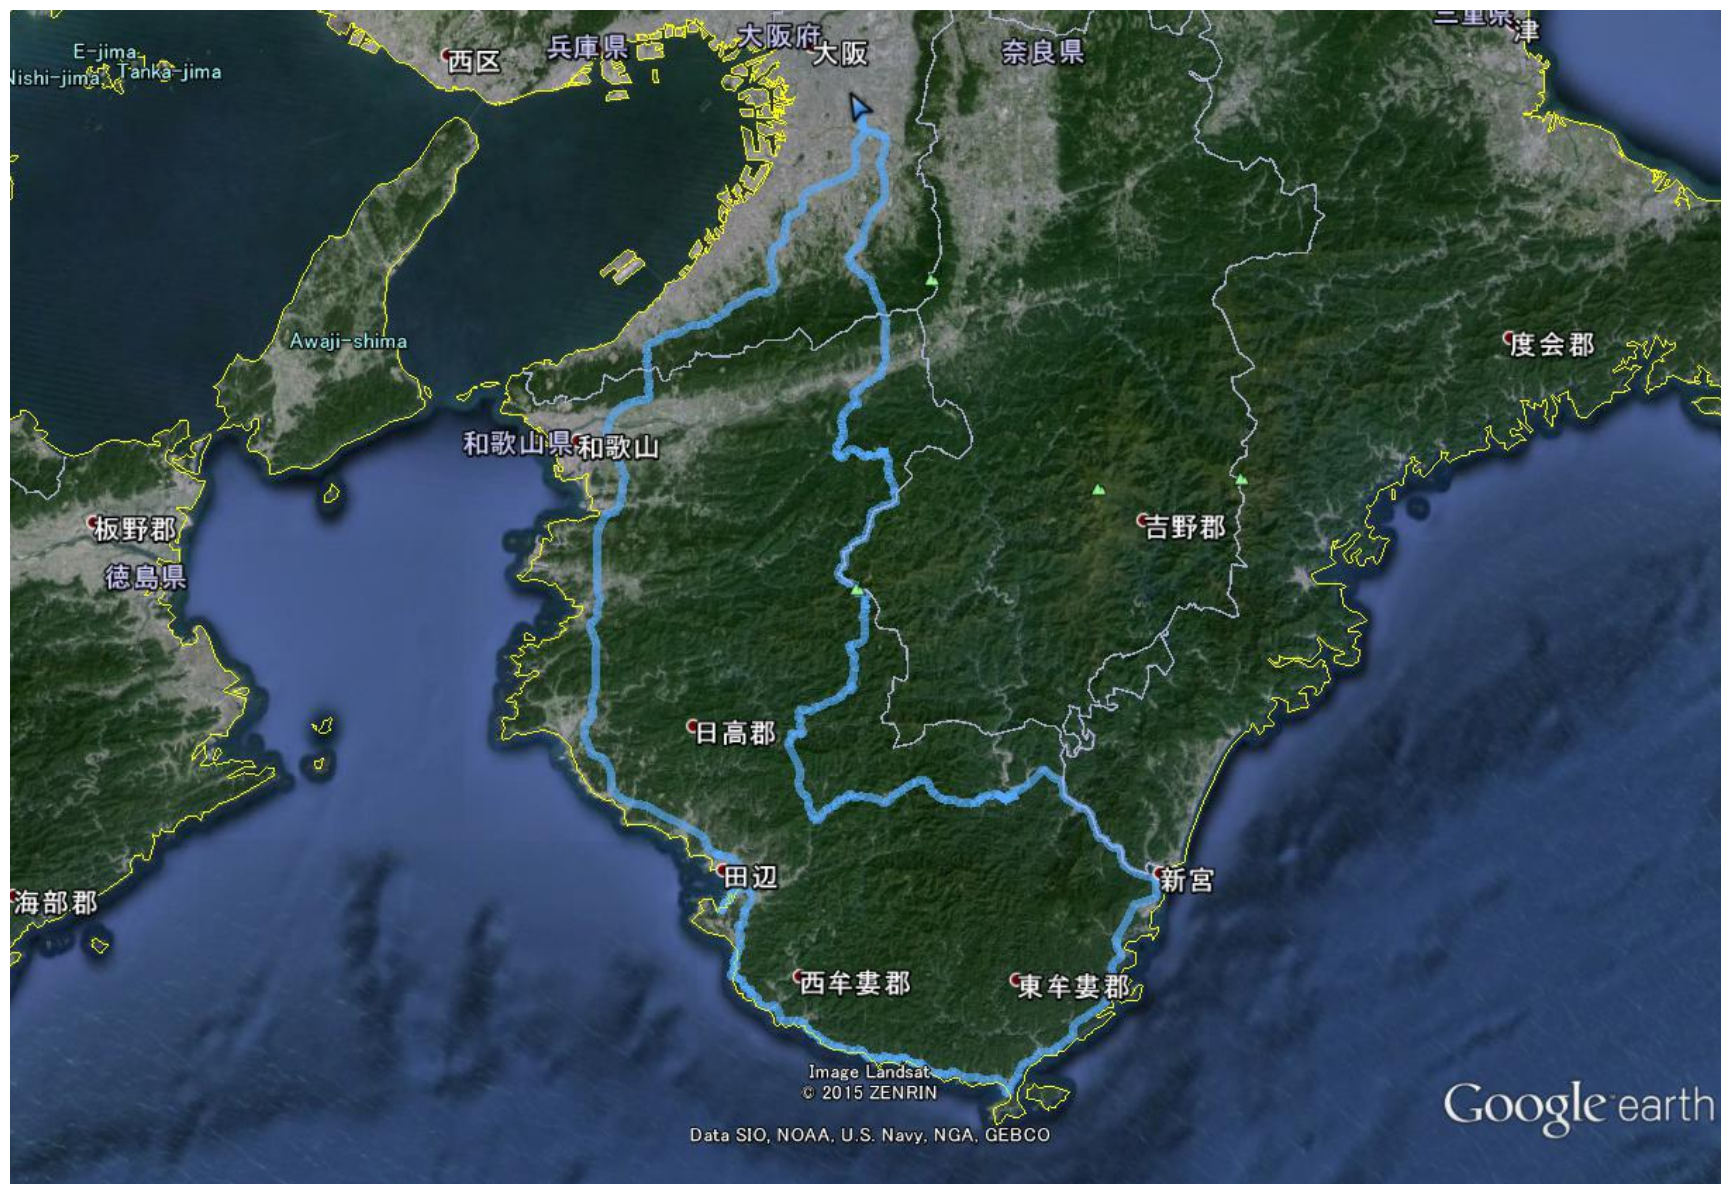 三重県
津
大阪府
大阪
兵庫県
西区
奈良県
E-jima
Nishi-jima
Tanka-jima
Awaji-shima
度会郡
和歌山県
和歌山
板野郡
徳島県
吉野郡
日高郡
田辺
新宮
海部郡
西牟婁郡
東牟婁郡
Image Landsat
© 2015 ZENRIN
Data SIO, NOAA, U.S. Navy, NGA, GEBCO
Google earth